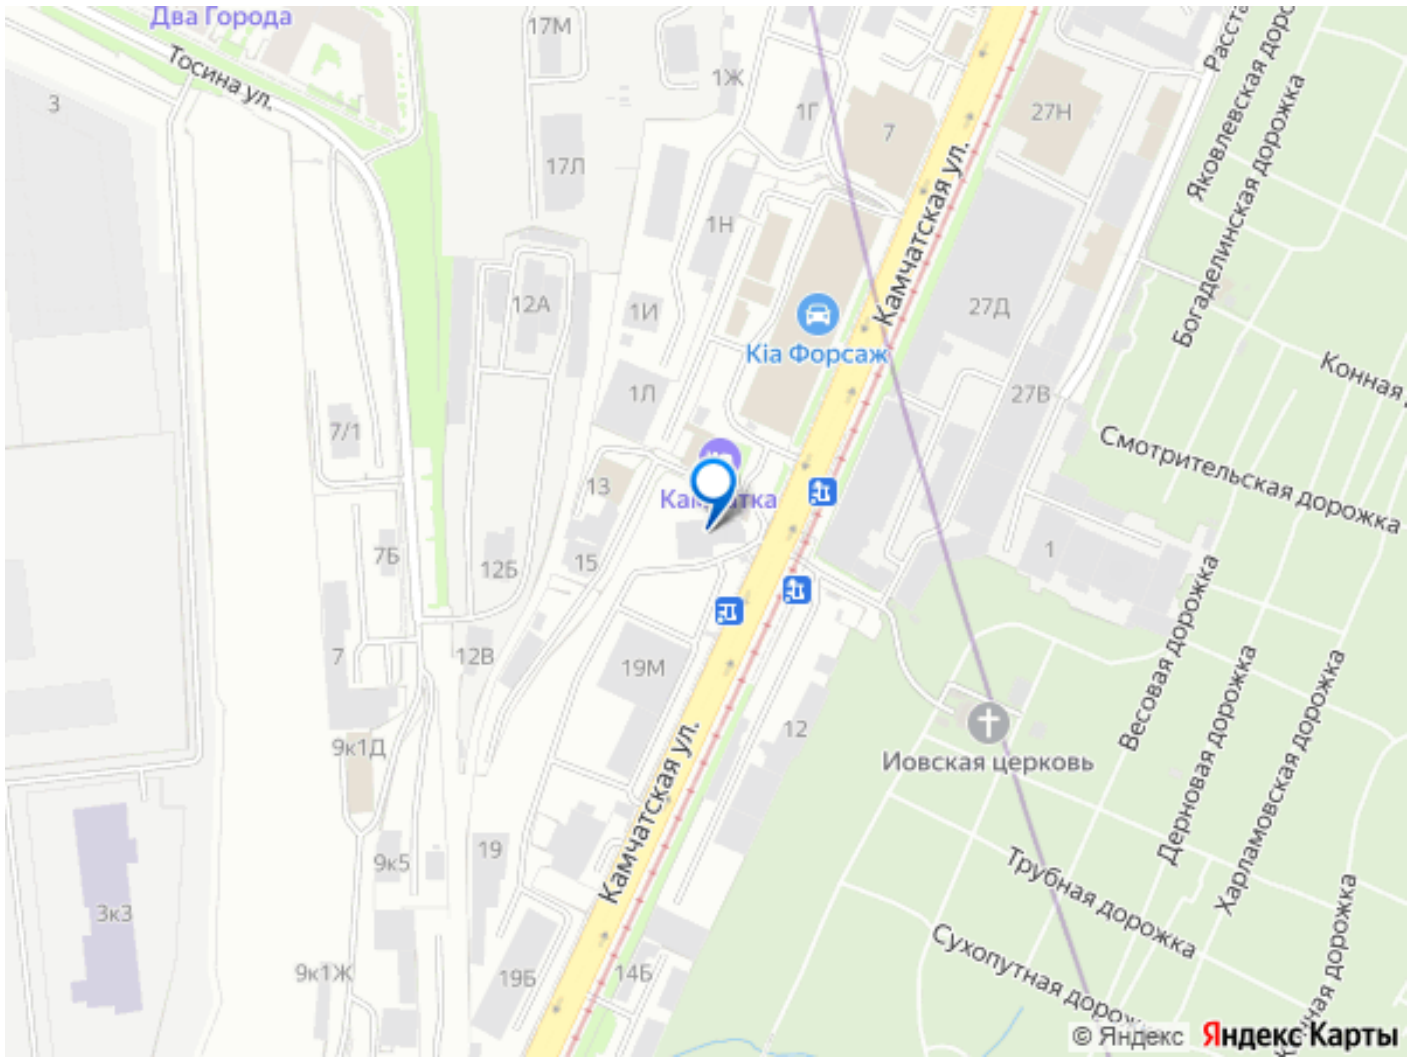 Два Города
17М
Тосина ул.
3
1Ж
1Г
7
27Н
17Л
Яковлевская дорожка
Богаделинская дорожка
Камчатская ул.
1Н
12А
1И
27Д
Kia Форсаж
1Л
27В
Конная
7/1
Смотрительская дорожка
13
7Б
12Б
15
1
7
12В
19М
Весовая дорожка
Дерновая дорожка
Харламовская дорожка
12
9к1Д
Камчатская ул.
Иовская церковь
19
9к5
Трубная дорожка
3к3
Сухопутная дорожка
9к1Ж
19Б
14Б
дорожка
© Яндекс Яндекс Карты